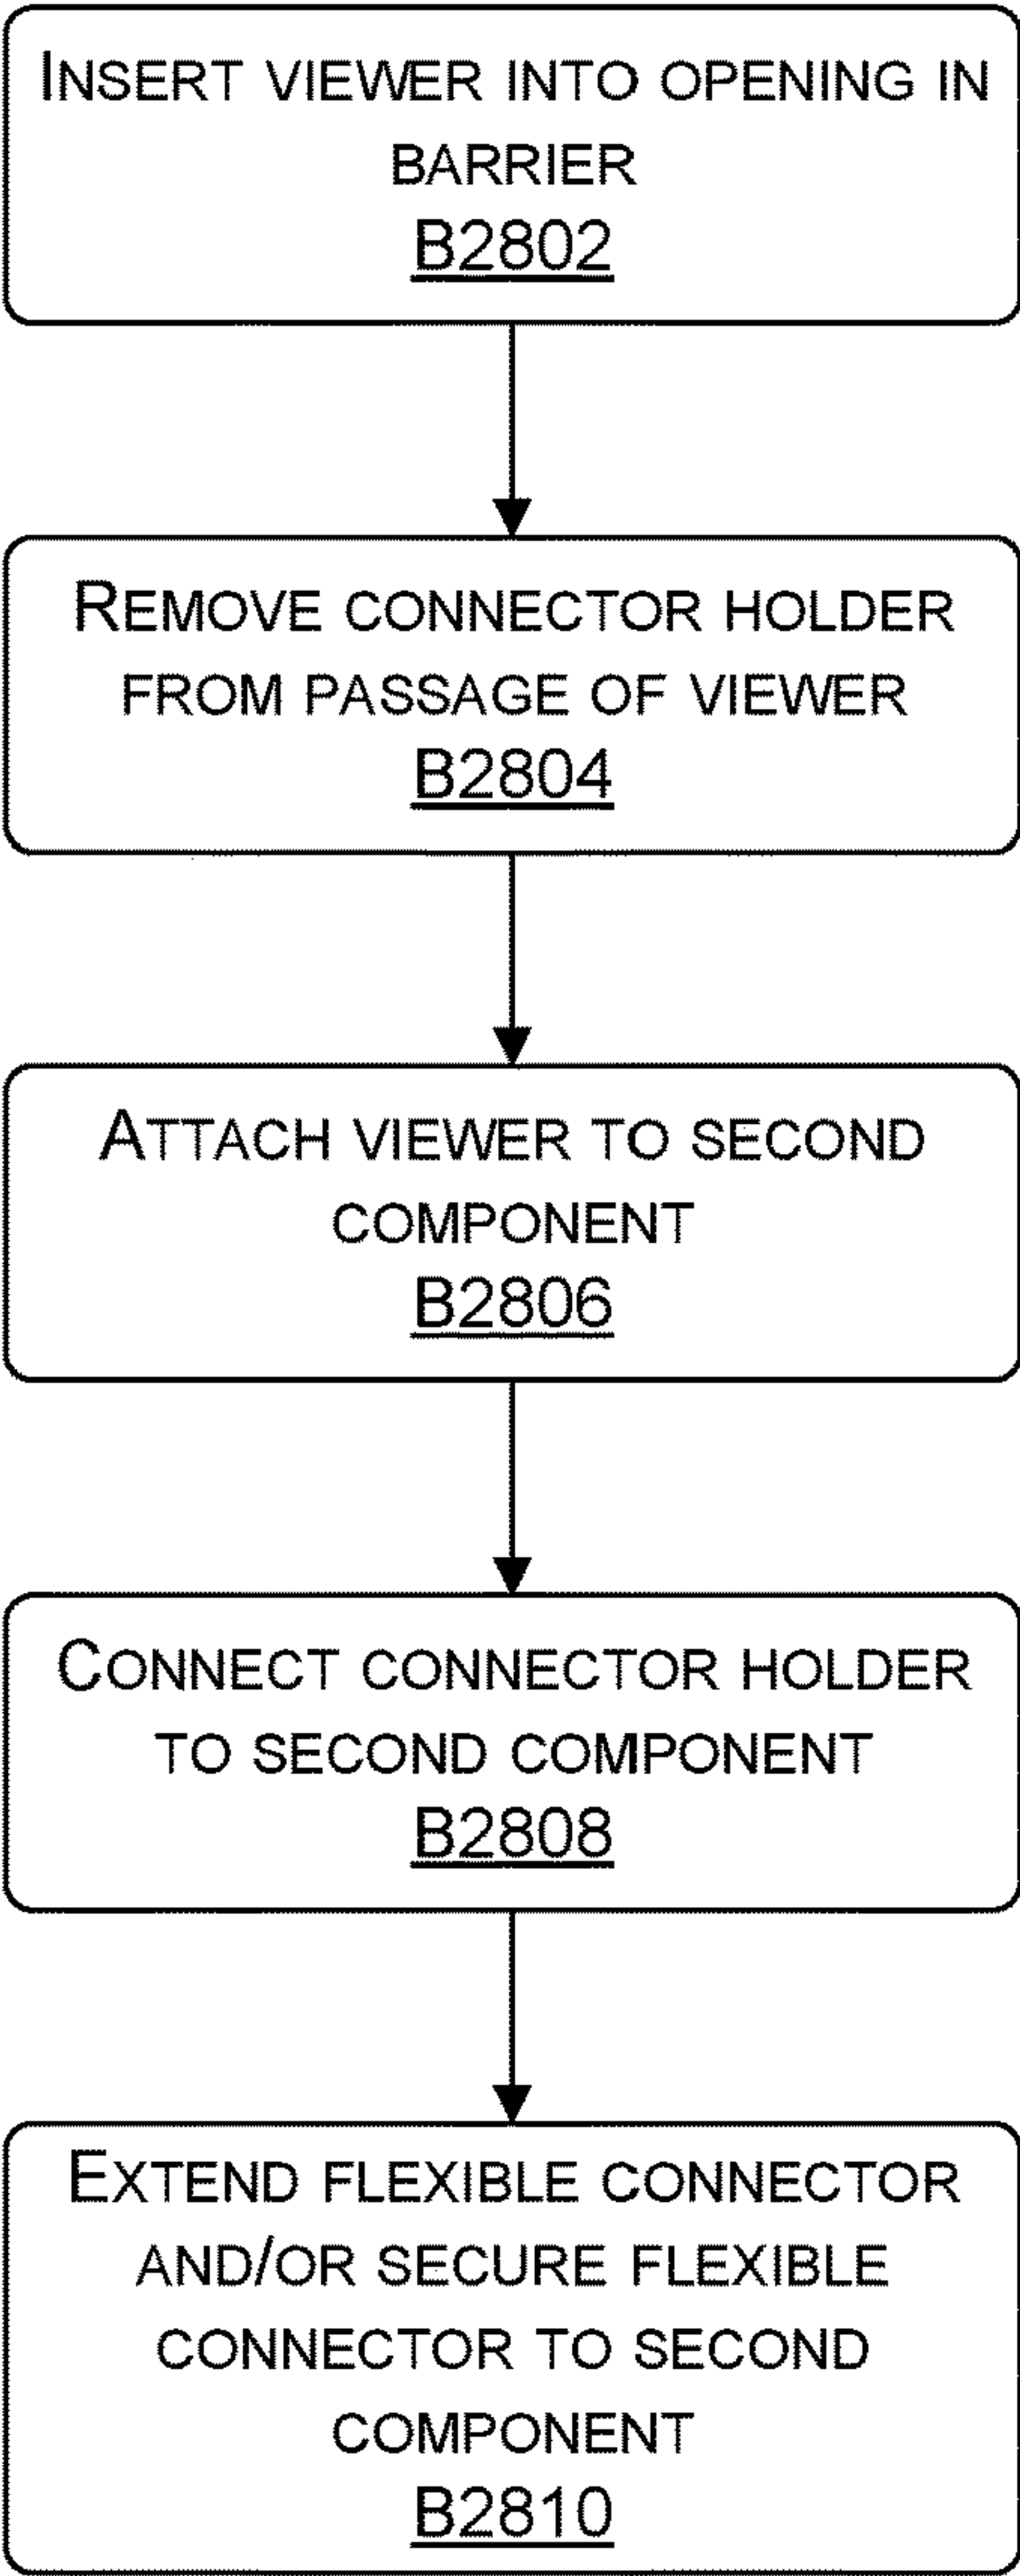 INSERT VIEWER INTO OPENING IN
BARRIER
B2802
REMOVE CONNECTOR HOLDER
FROM PASSAGE OF VIEWER
B2804
ATTACH VIEWER TO SECOND
COMPONENT
B2806
CONNECT CONNECTOR HOLDER
TO SECOND COMPONENT
B2808
EXTEND FLEXIBLE CONNECTOR
AND/OR SECURE FLEXIBLE
CONNECTOR TO SECOND
COMPONENT
B2810